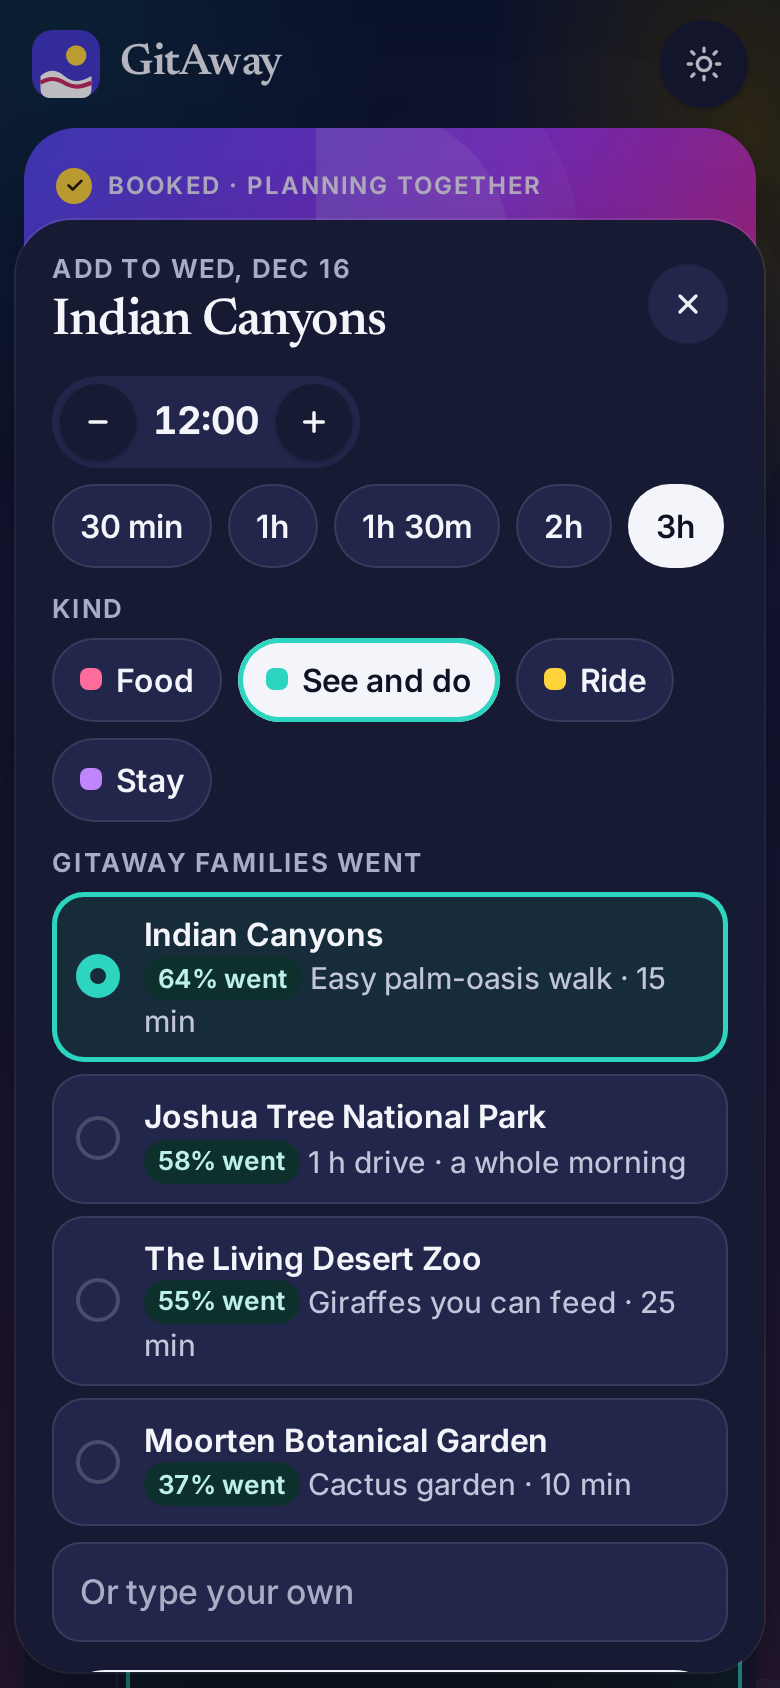 GitAway
BOOKED · PLANNING TOGETHER
ADD TO WED, DEC 16
Indian Canyons
− 12:00 +
30 min 1h 1h 30m 2h 3h
KIND
Food See and do Ride
Stay
GITAWAY FAMILIES WENT
Indian Canyons
64% went Easy palm-oasis walk · 15
min
Joshua Tree National Park
58% went 1 h drive · a whole morning
The Living Desert Zoo
55% went Giraffes you can feed · 25
min
Moorten Botanical Garden
37% went Cactus garden · 10 min
Or type your own